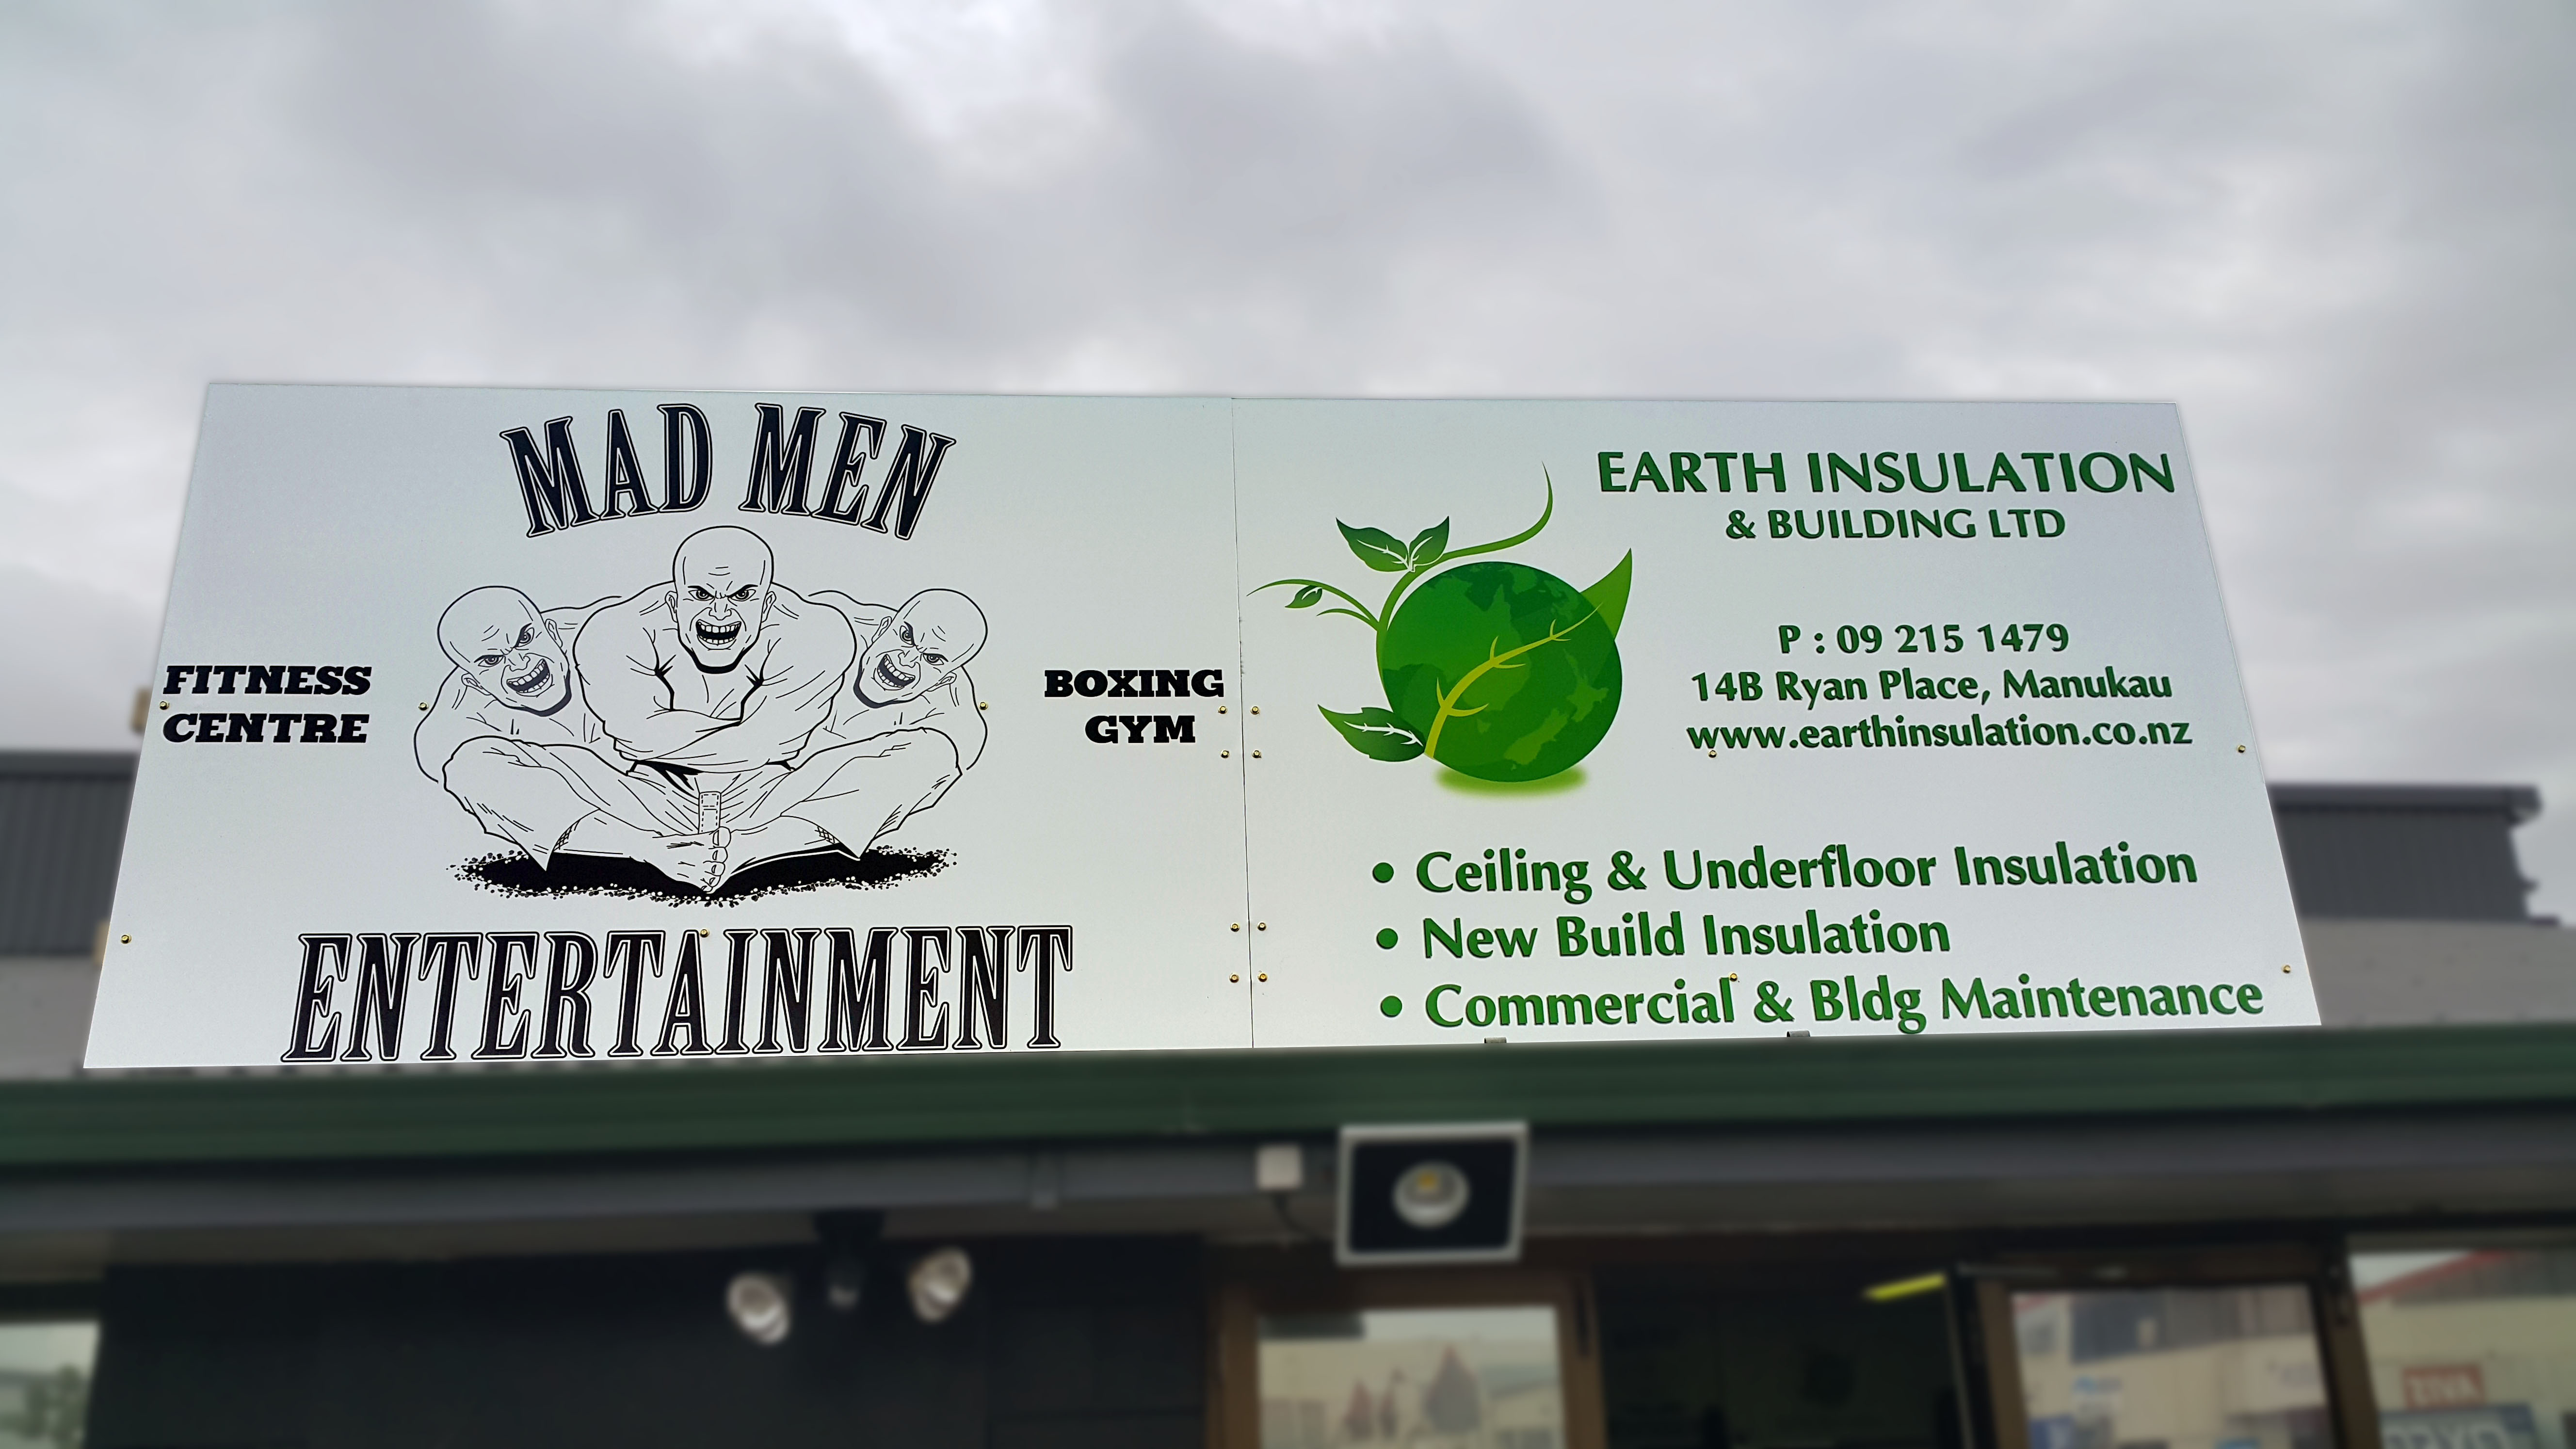 MAD MEN
FITNESS
CENTRE
BOXING
GYM
ENTERTAINMENT
EARTH INSULATION
& BUILDING LTD
P : 09 215 1479
14B Ryan Place, Manukau
www.earthinsulation.co.nz
• Ceiling & Underfloor Insulation
• New Build Insulation
• Commercial & Bldg Maintenance